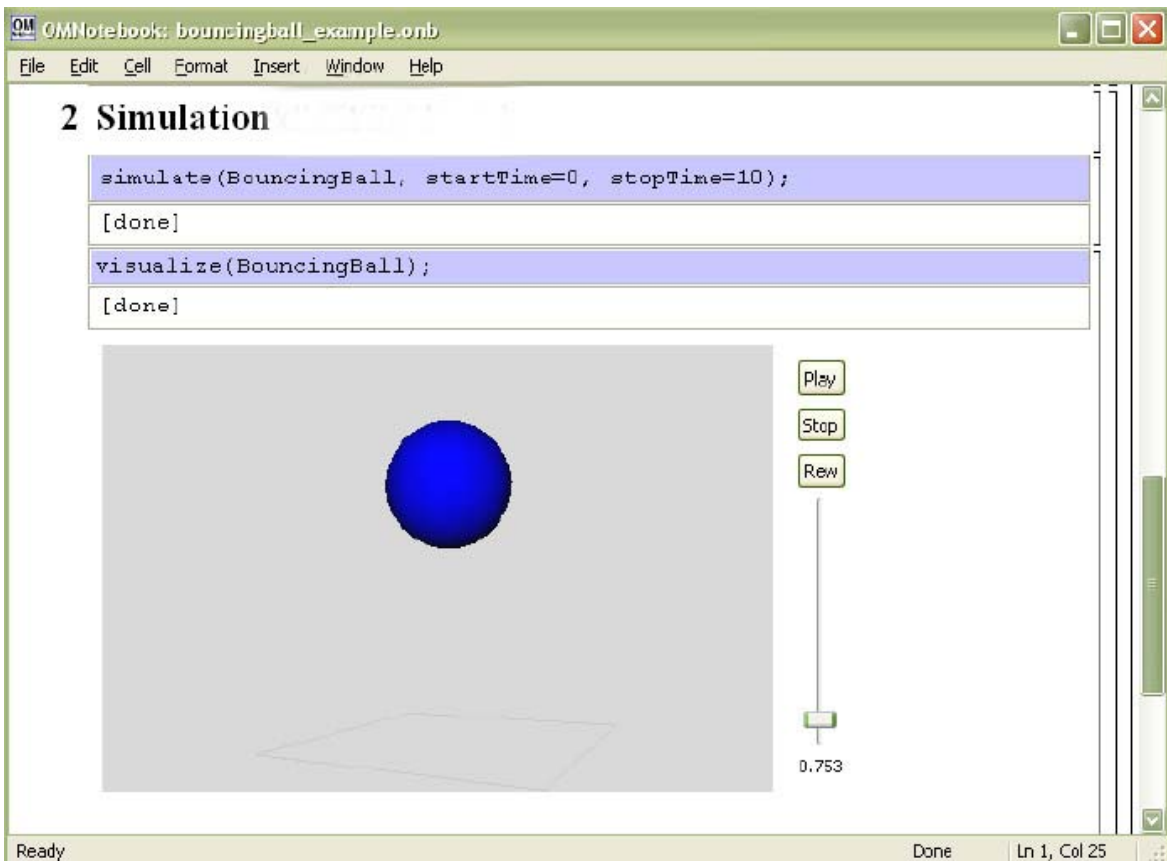 OMNotebook: bouncingball_example.onb
File Edit Cell Format Insert Window Help
2 Simulation
simulate(BouncingBall, startTime=0, stopTime=10);
[done]
visualize(BouncingBall);
[done]
Play
Stop
Rew
0.753
Ready Done Ln 1, Col 25